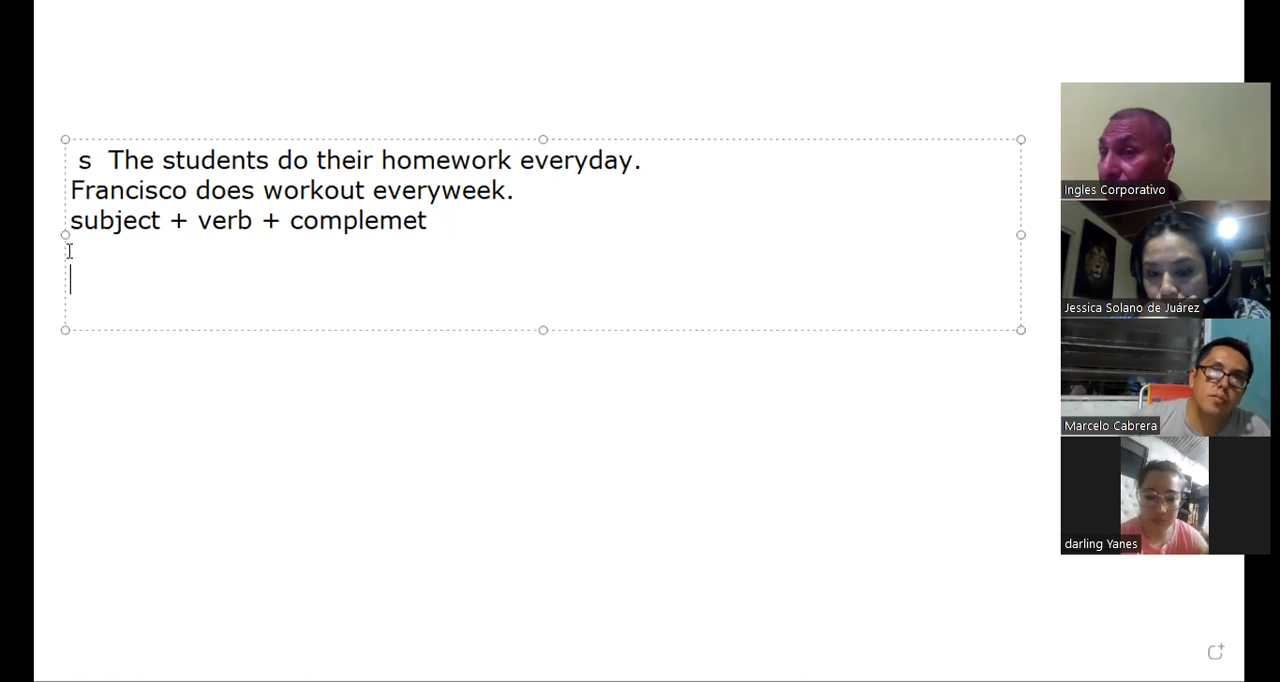 s The students do their homework everyday.
Francisco does workout everyweek.
subject + verb + complemet
Ingles Corporativo
Jessica Solano de Juárez
Marcelo Cabrera
darling Yanes